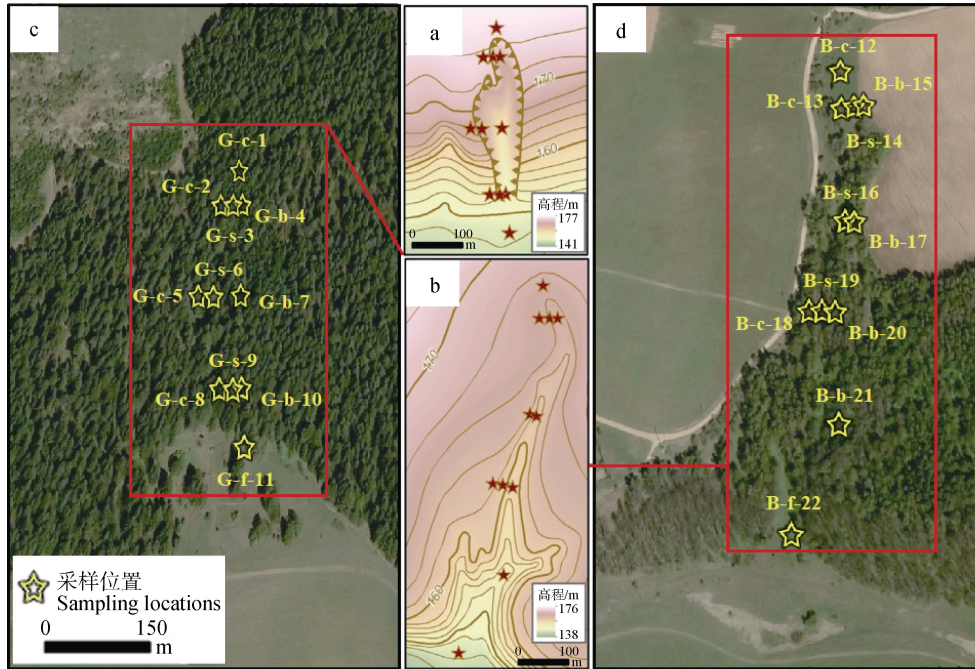 c
G-c-1
G-c-2
G-b-4
G-s-3
G-s-6
G-c-5
G-b-7
G-s-9
G-c-8
G-b-10
G-f-11
采样位置
Sampling locations
0 150
m
a
170
160
高程/m
177
141
0 100
m
b
170
160
高程/m
176
138
0 100
m
d
B-c-12
B-b-15
B-c-13
B-s-14
B-s-16
B-b-17
B-s-19
B-c-18
B-b-20
B-b-21
B-f-22